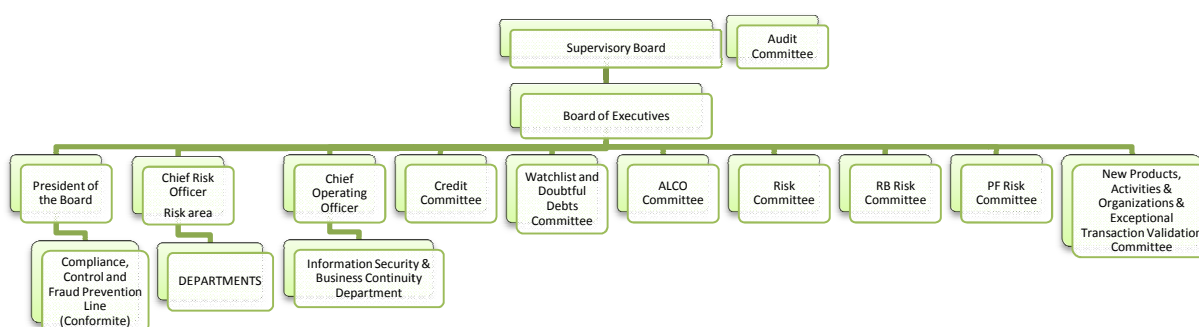 Supervisory Board
Audit
Committee
Board of Executives
President of
the Board
Chief Risk
Officer
Risk area
Chief
Operating
Officer
Credit
Committee
Watchlist and
Doubtful
Debts
Committee
ALCO
Committee
Risk
Committee
RB Risk
Committee
PF Risk
Committee
New Products,
Activities &
Organizations &
Exceptional
Transaction Validation
Committee
Compliance,
Control and
Fraud Prevention
Line
(Conformite)
DEPARTMENTS
Information Security &
Business Continuity
Department